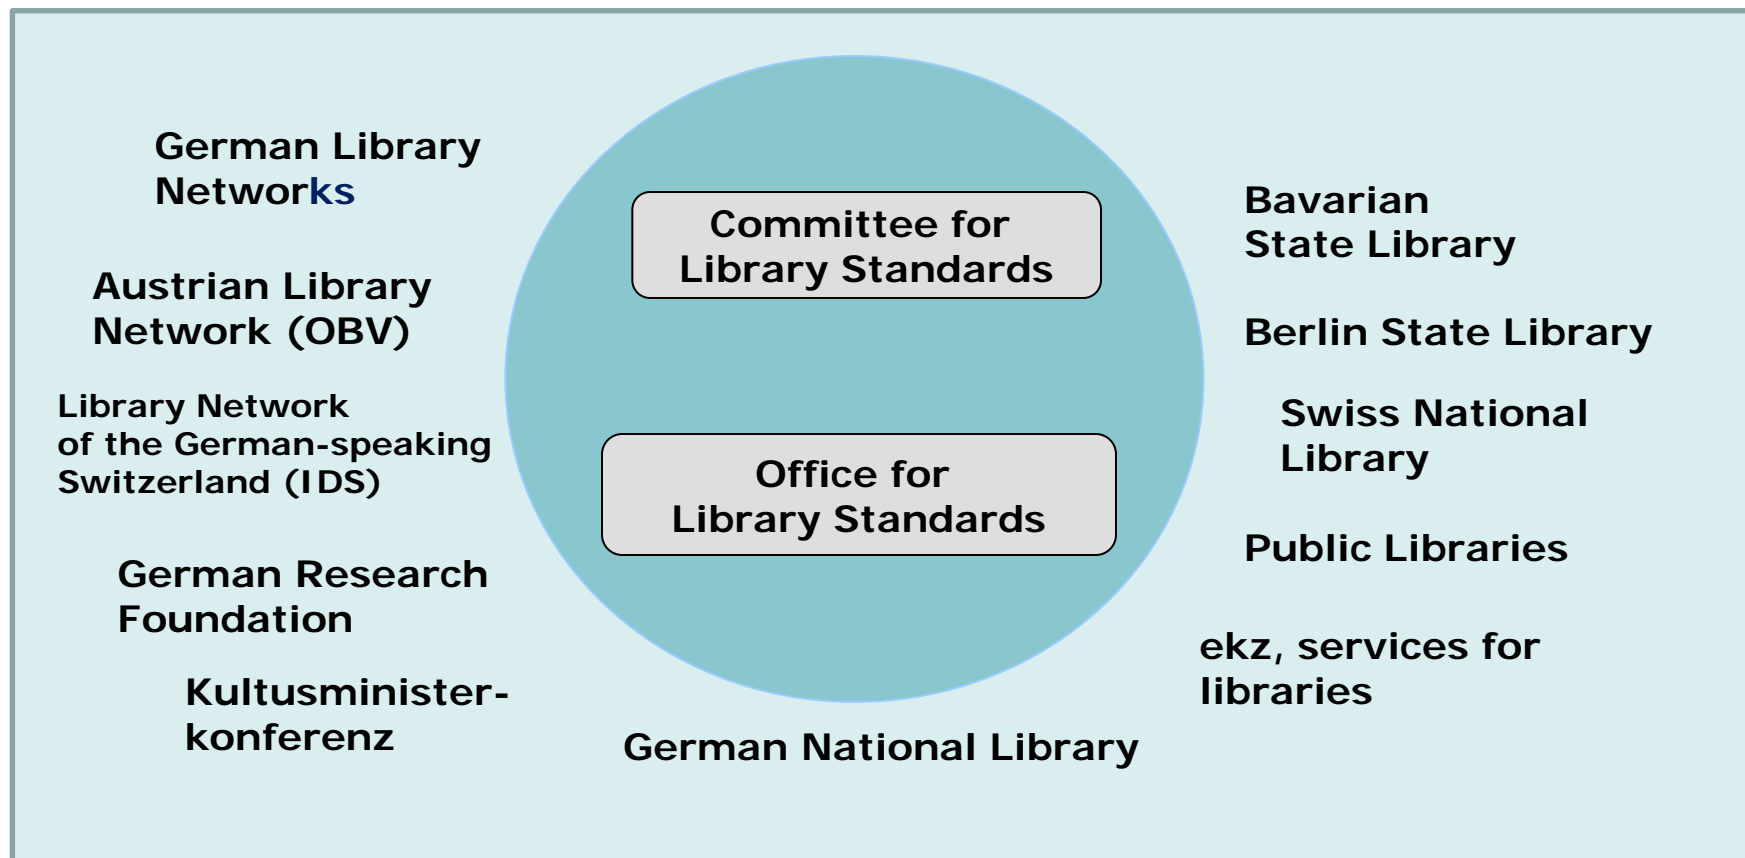 German Library
Networks
Austrian Library
Network (OBV)
Library Network
of the German-speaking
Switzerland (IDS)
German Research
Foundation
Kultusminister-
konferenz
Committee for
Library Standards
Office for
Library Standards
German National Library
Bavarian
State Library
Berlin State Library
Swiss National
Library
Public Libraries
ekz, services for
libraries